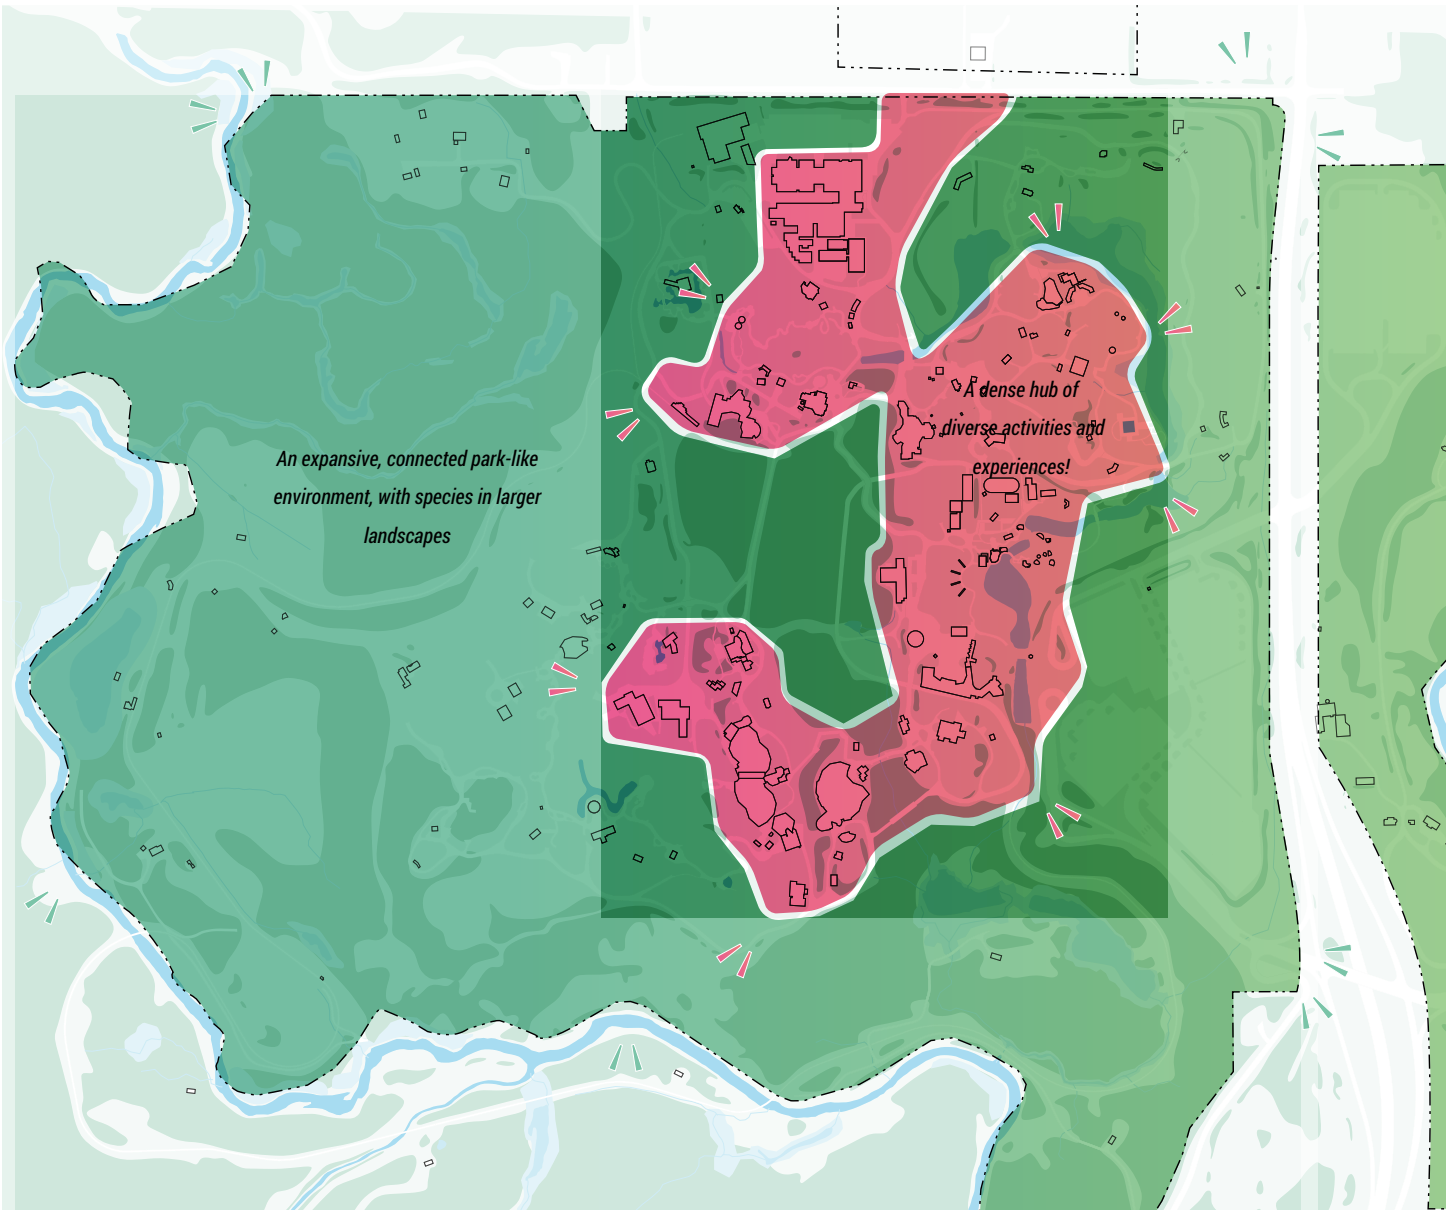 A dense hub of
diverse activities and
experiences!
An expansive, connected park-like
environment, with species in larger
landscapes